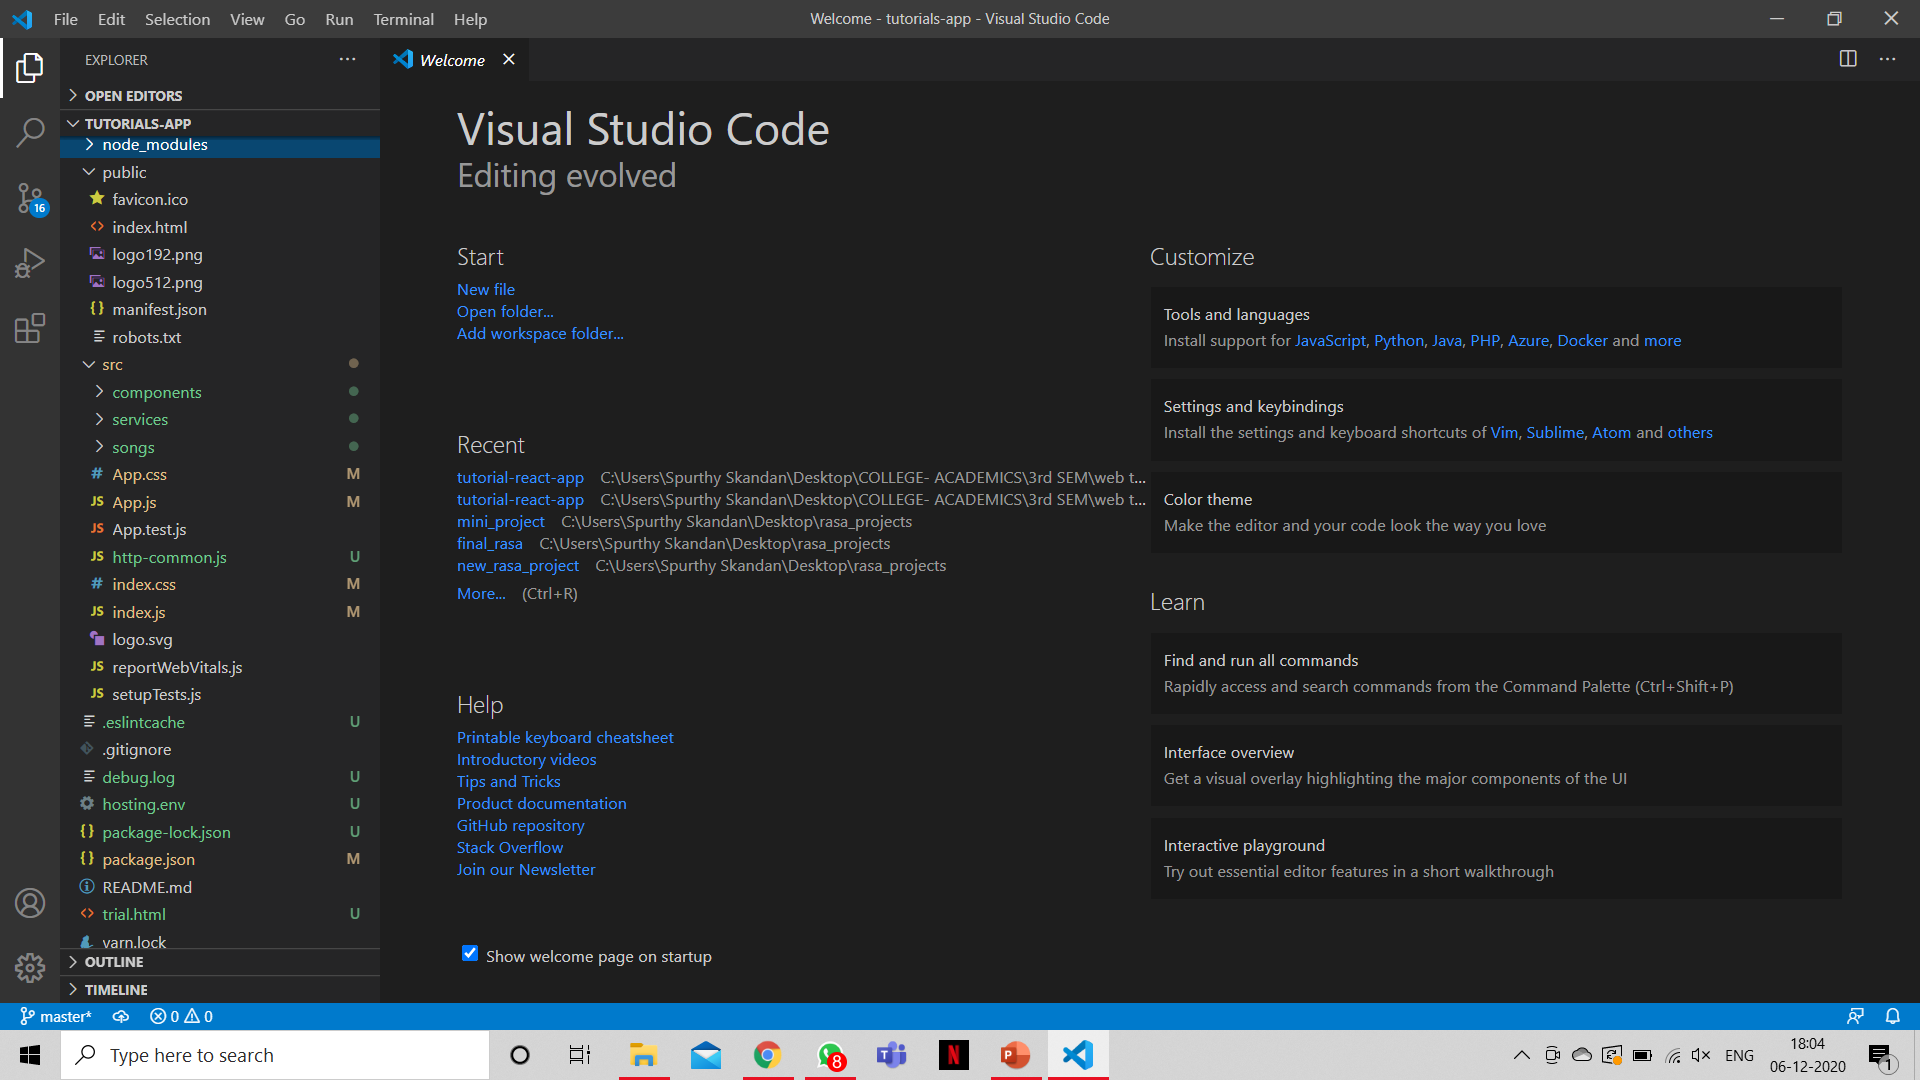 File Edit Selection View Go Run Terminal Help
Welcome - tutorials-app - Visual Studio Code
EXPLORER
OPEN EDITORS
TUTORIALS-APP
node_modules
public
favicon.ico
index.html
logo192.png
logo512.png
manifest.json
robots.txt
src
components
services
songs
App.css M
App.js M
App.test.js
http-common.js U
index.css M
index.js M
logo.svg
reportWebVitals.js
setupTests.js
.eslintcache U
.gitignore
debug.log U
hosting.env U
package-lock.json U
package.json M
README.md
trial.html U
yarn.lock
OUTLINE
TIMELINE
16
Welcome
Visual Studio Code
Editing evolved
Start
New file
Open folder...
Add workspace folder...
Recent
tutorial-react-app C:\Users\Spurthy Skandan\Desktop\COLLEGE- ACADEMICS\3rd SEM\web t...
tutorial-react-app C:\Users\Spurthy Skandan\Desktop\COLLEGE- ACADEMICS\3rd SEM\web t...
mini_project C:\Users\Spurthy Skandan\Desktop\rasa_projects
final_rasa C:\Users\Spurthy Skandan\Desktop\rasa_projects
new_rasa_project C:\Users\Spurthy Skandan\Desktop\rasa_projects
More... (Ctrl+R)
Help
Printable keyboard cheatsheet
Introductory videos
Tips and Tricks
Product documentation
GitHub repository
Stack Overflow
Join our Newsletter
Show welcome page on startup
Customize
Tools and languages
Install support for JavaScript, Python, Java, PHP, Azure, Docker and more
Settings and keybindings
Install the settings and keyboard shortcuts of Vim, Sublime, Atom and others
Color theme
Make the editor and your code look the way you love
Learn
Find and run all commands
Rapidly access and search commands from the Command Palette (Ctrl+Shift+P)
Interface overview
Get a visual overlay highlighting the major components of the UI
Interactive playground
Try out essential editor features in a short walkthrough
master* 0 0
Type here to search
8
ENG
18:04
06-12-2020
1